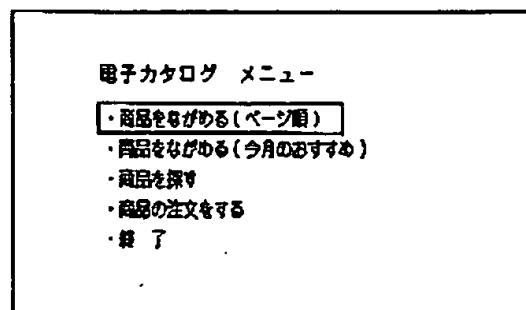 電子カタログ メニュー
・商品をながめる(ページ順)
・商品をながめる(今月のおすすめ)
・商品を探す
・商品の注文をする
・終 了